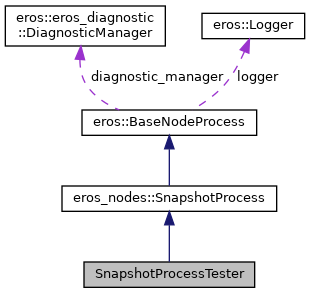 eros::eros_diagnostic
::DiagnosticManager
eros::Logger
diagnostic_manager
logger
eros::BaseNodeProcess
eros_nodes::SnapshotProcess
SnapshotProcessTester